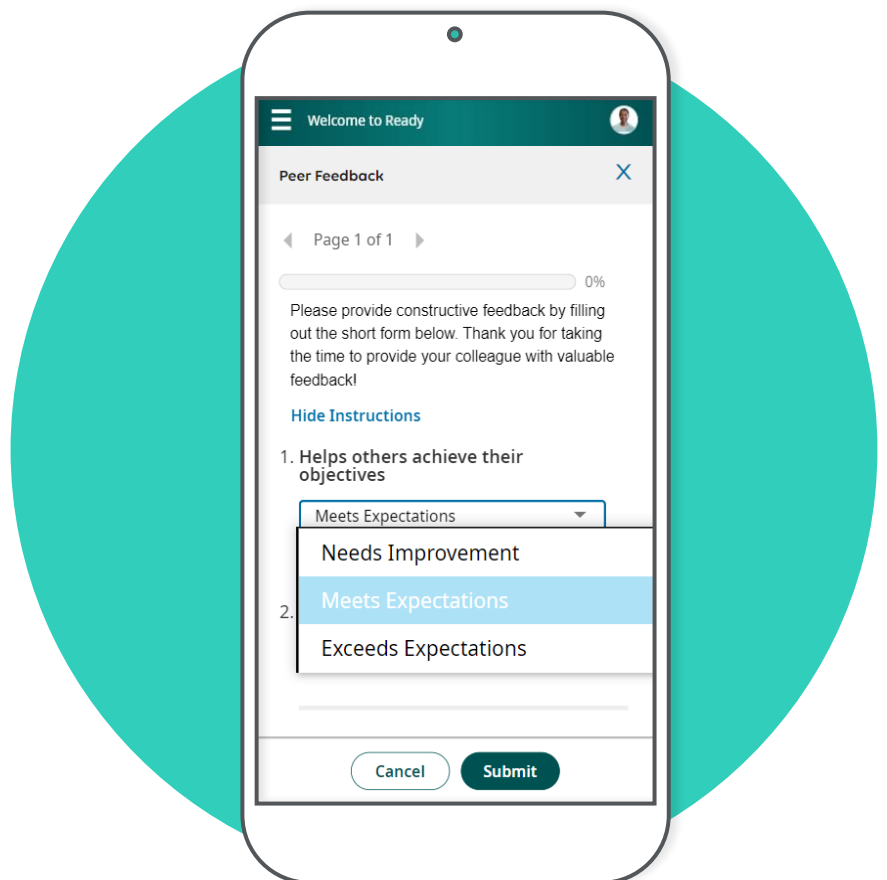 Welcome to Ready
Peer Feedback
X
Page 1 of 1
0%
Please provide constructive feedback by filling
out the short form below. Thank you for taking
the time to provide your colleague with valuable
feedback!
Hide Instructions
1. Helps others achieve their
objectives
Meets Expectations
Needs Improvement
Meets Expectations
2.
Exceeds Expectations
Cancel
Submit